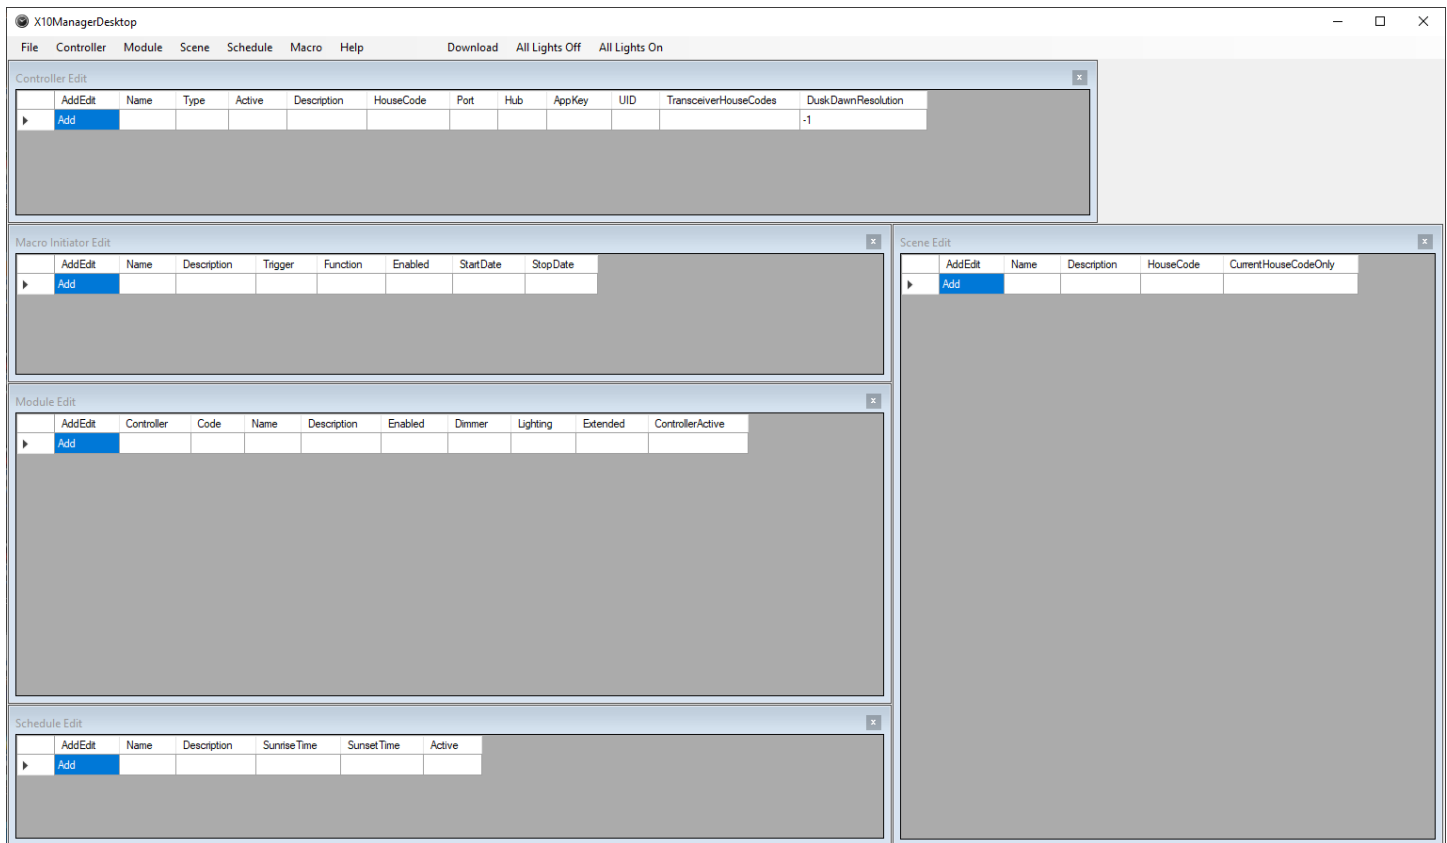 X10ManagerDesktop
File Controller Module Scene Schedule Macro Help Download All Lights Off All Lights On
Controller Edit
AddEdit Name Type Active Description HouseCode Port Hub AppKey UID TransceiverHouseCodes DuskDawnResolution
Add -1
Macro Initiator Edit
AddEdit Name Description Trigger Function Enabled StartDate StopDate
Add
Scene Edit
AddEdit Name Description HouseCode CurrentHouseCodeOnly
Add
Module Edit
AddEdit Controller Code Name Description Enabled Dimmer Lighting Extended ControllerActive
Add
Schedule Edit
AddEdit Name Description SunriseTime SunsetTime Active
Add